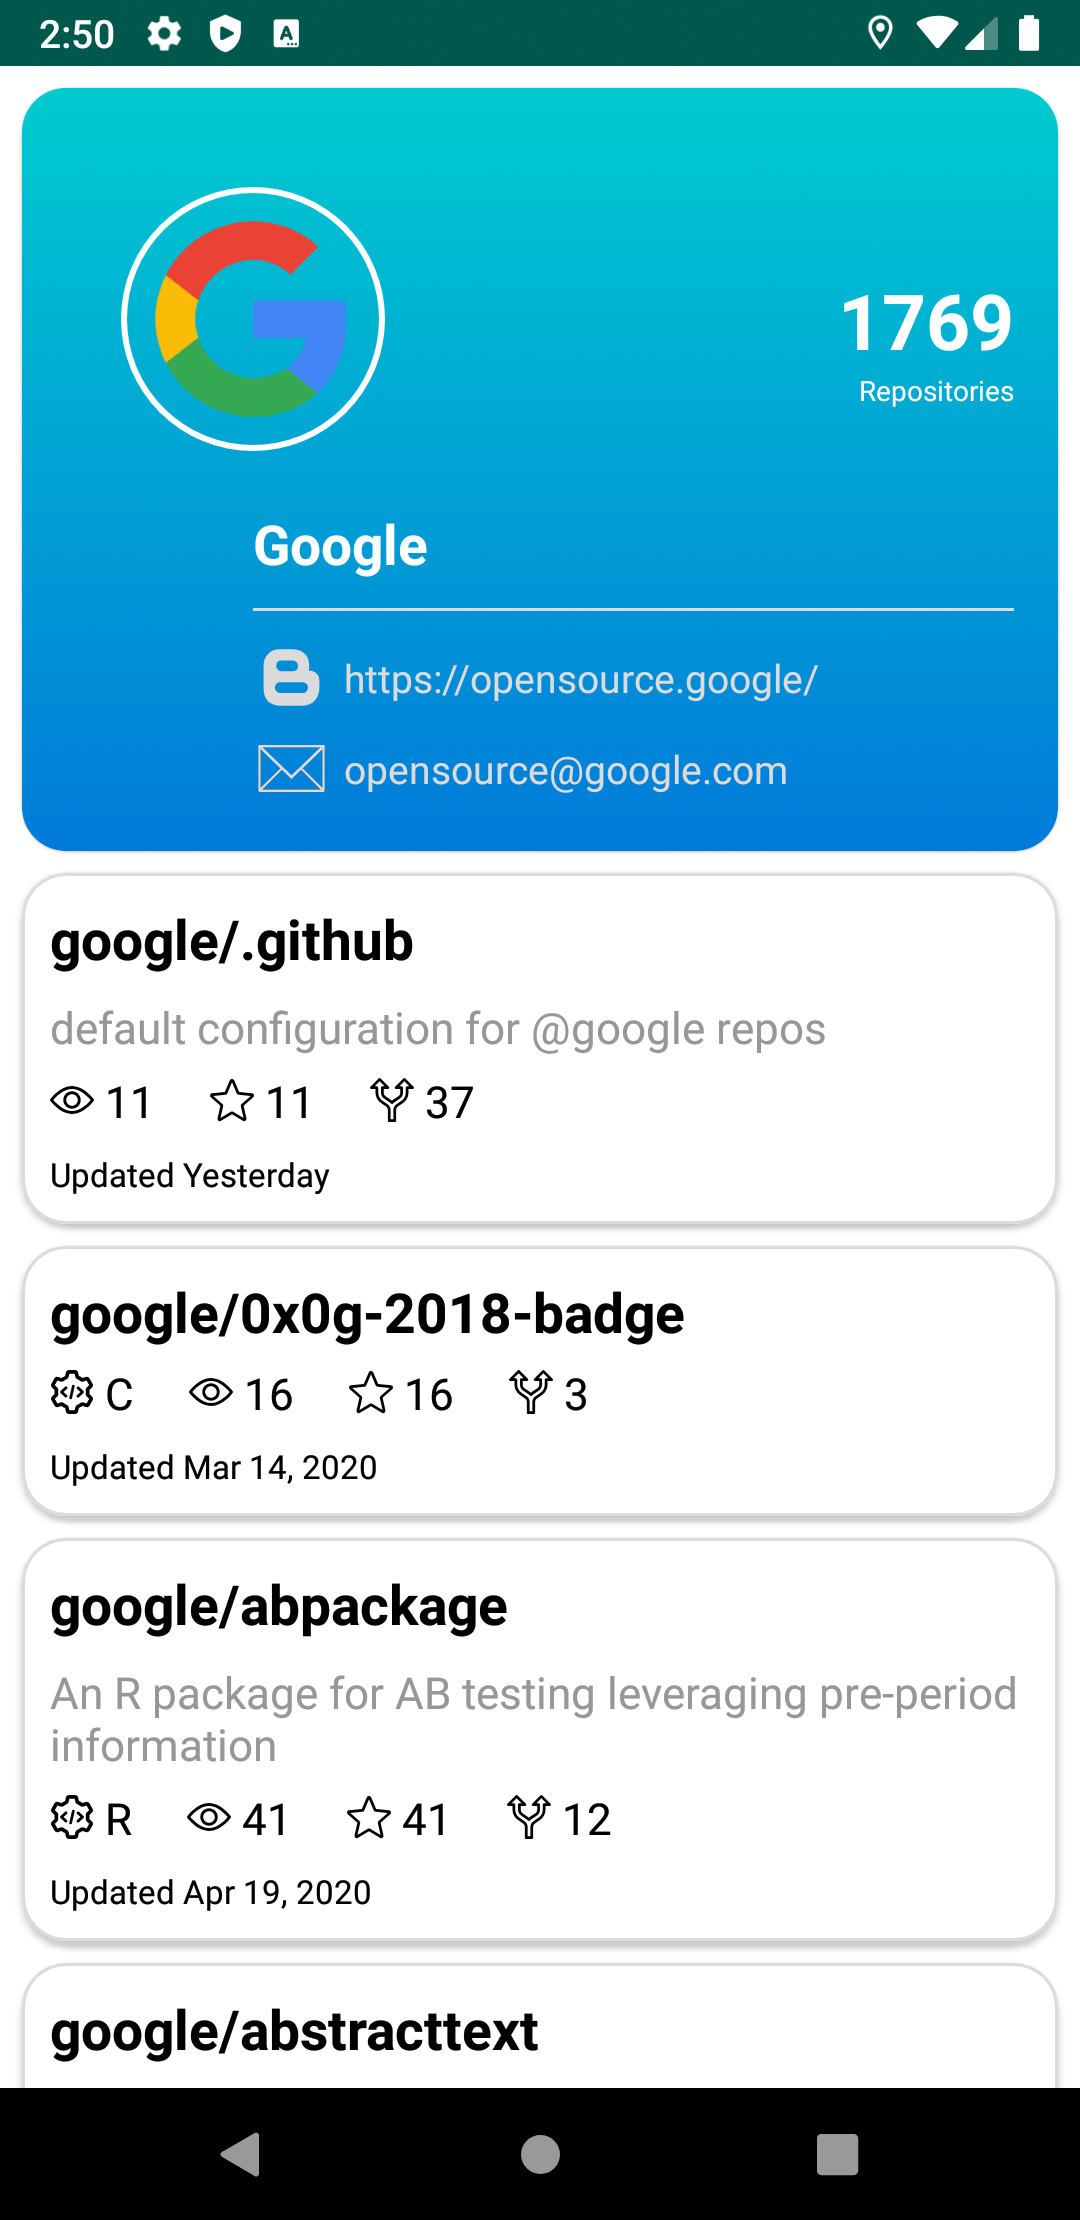 2:50
1769
Repositories
Google
https://opensource.google/
opensource@google.com
google/.github
default configuration for @google repos
11 11 37
Updated Yesterday
google/0x0g-2018-badge
C 16 16 3
Updated Mar 14, 2020
google/abpackage
An R package for AB testing leveraging pre-period
information
R 41 41 12
Updated Apr 19, 2020
google/abstracttext